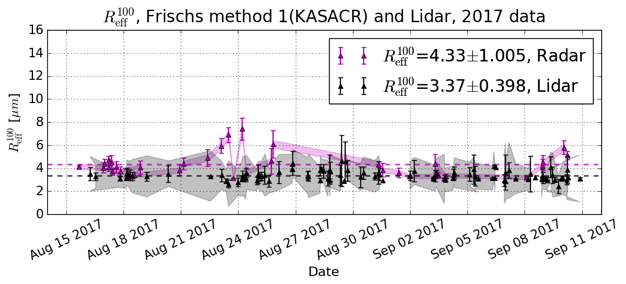 R_eff^100, Frischs method 1(KASACR) and Lidar, 2017 data
R_eff^100=4.33±1.005, Radar
R_eff^100=3.37±0.398, Lidar
R_eff^100 [μm]
16
14
12
10
8
6
4
2
0
Aug 15 2017 Aug 18 2017 Aug 21 2017 Aug 24 2017 Aug 27 2017 Aug 30 2017 Sep 02 2017 Sep 05 2017 Sep 08 2017 Sep 11 2017
Date